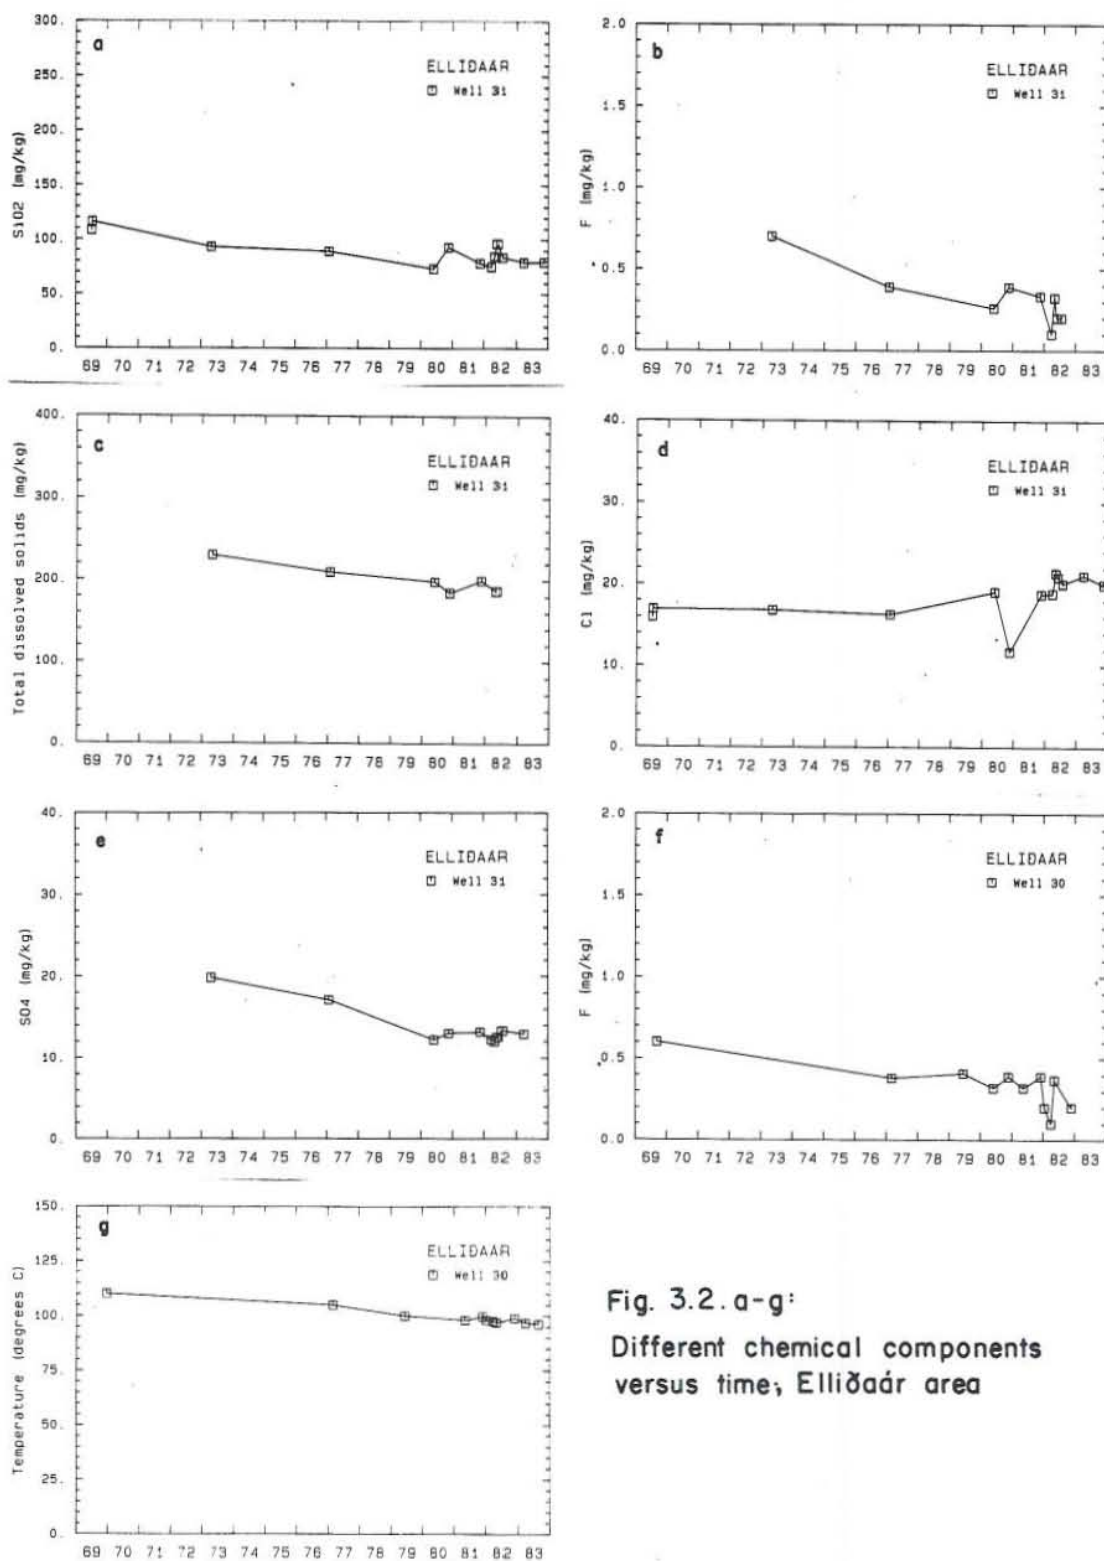 a
ELLIÐAÁR
Well 31
SiO2 (mg/kg)
300.
250.
200.
150.
100.
50.
0.
69 70 71 72 73 74 75 76 77 78 79 80 81 82 83
b
ELLIÐAÁR
Well 31
F (mg/kg)
2.0
1.5
1.0
0.5
0.0
69 70 71 72 73 74 75 76 77 78 79 80 81 82 83
c
ELLIÐAÁR
Well 31
Total dissolved solids (mg/kg)
400.
300.
200.
100.
0.
69 70 71 72 73 74 75 76 77 78 79 80 81 82 83
d
ELLIÐAÁR
Well 31
Cl (mg/kg)
40.
30.
20.
10.
0.
69 70 71 72 73 74 75 76 77 78 79 80 81 82 83
e
ELLIÐAÁR
Well 31
SO4 (mg/kg)
40.
30.
20.
10.
0.
69 70 71 72 73 74 75 76 77 78 79 80 81 82 83
f
ELLIÐAÁR
Well 30
F (mg/kg)
2.0
1.5
1.0
0.5
0.0
69 70 71 72 73 74 75 76 77 78 79 80 81 82 83
g
ELLIÐAÁR
Well 30
Temperature (degrees C)
150.
125.
100.
75.
50.
25.
0.
69 70 71 72 73 74 75 76 77 78 79 80 81 82 83
Fig. 3.2. a-g:
Different chemical components
versus time; Elliðaár area